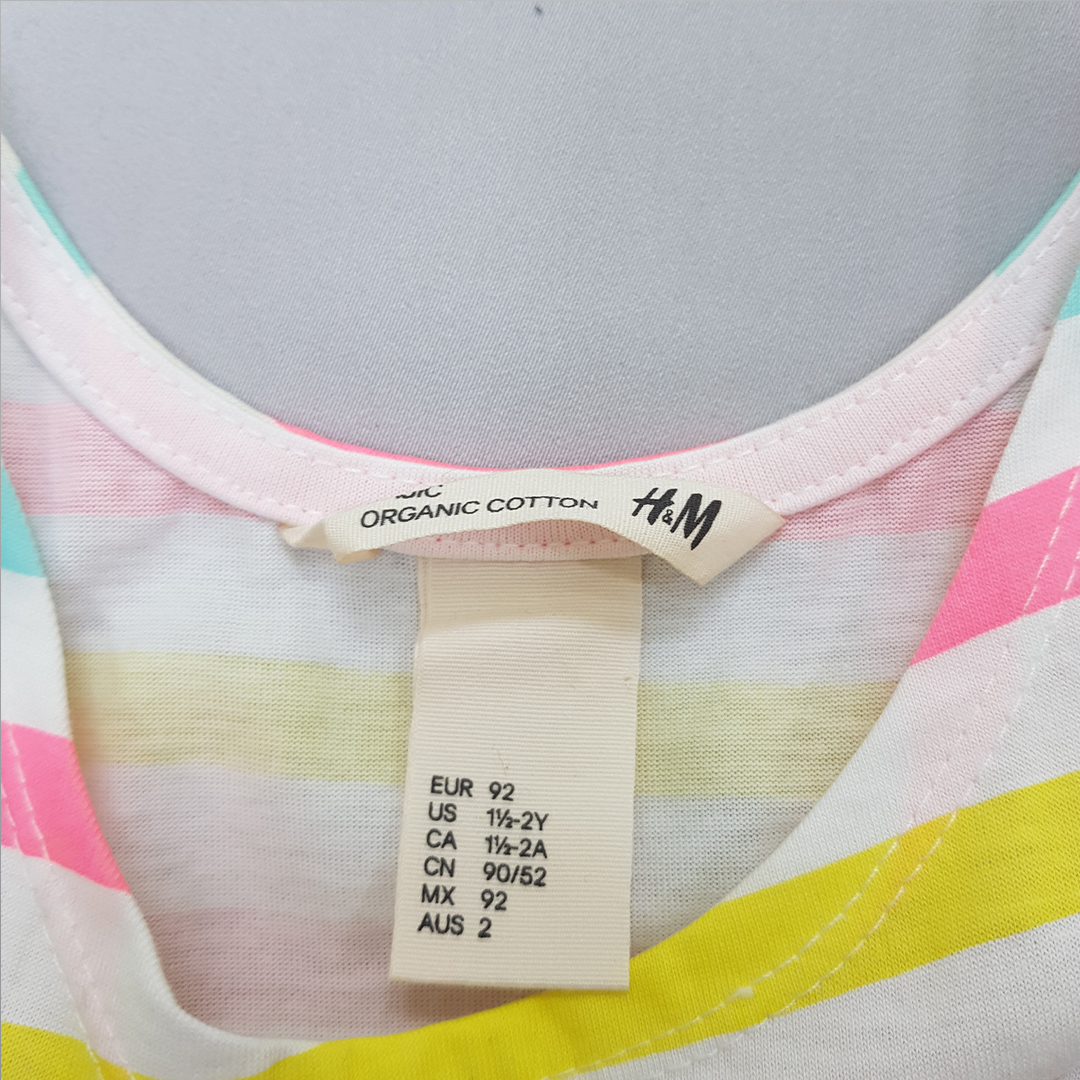 ORGANIC COTTON
H&M
EUR 92
US 1½-2Y
CA 1½-2A
CN 90/52
MX 92
AUS 2